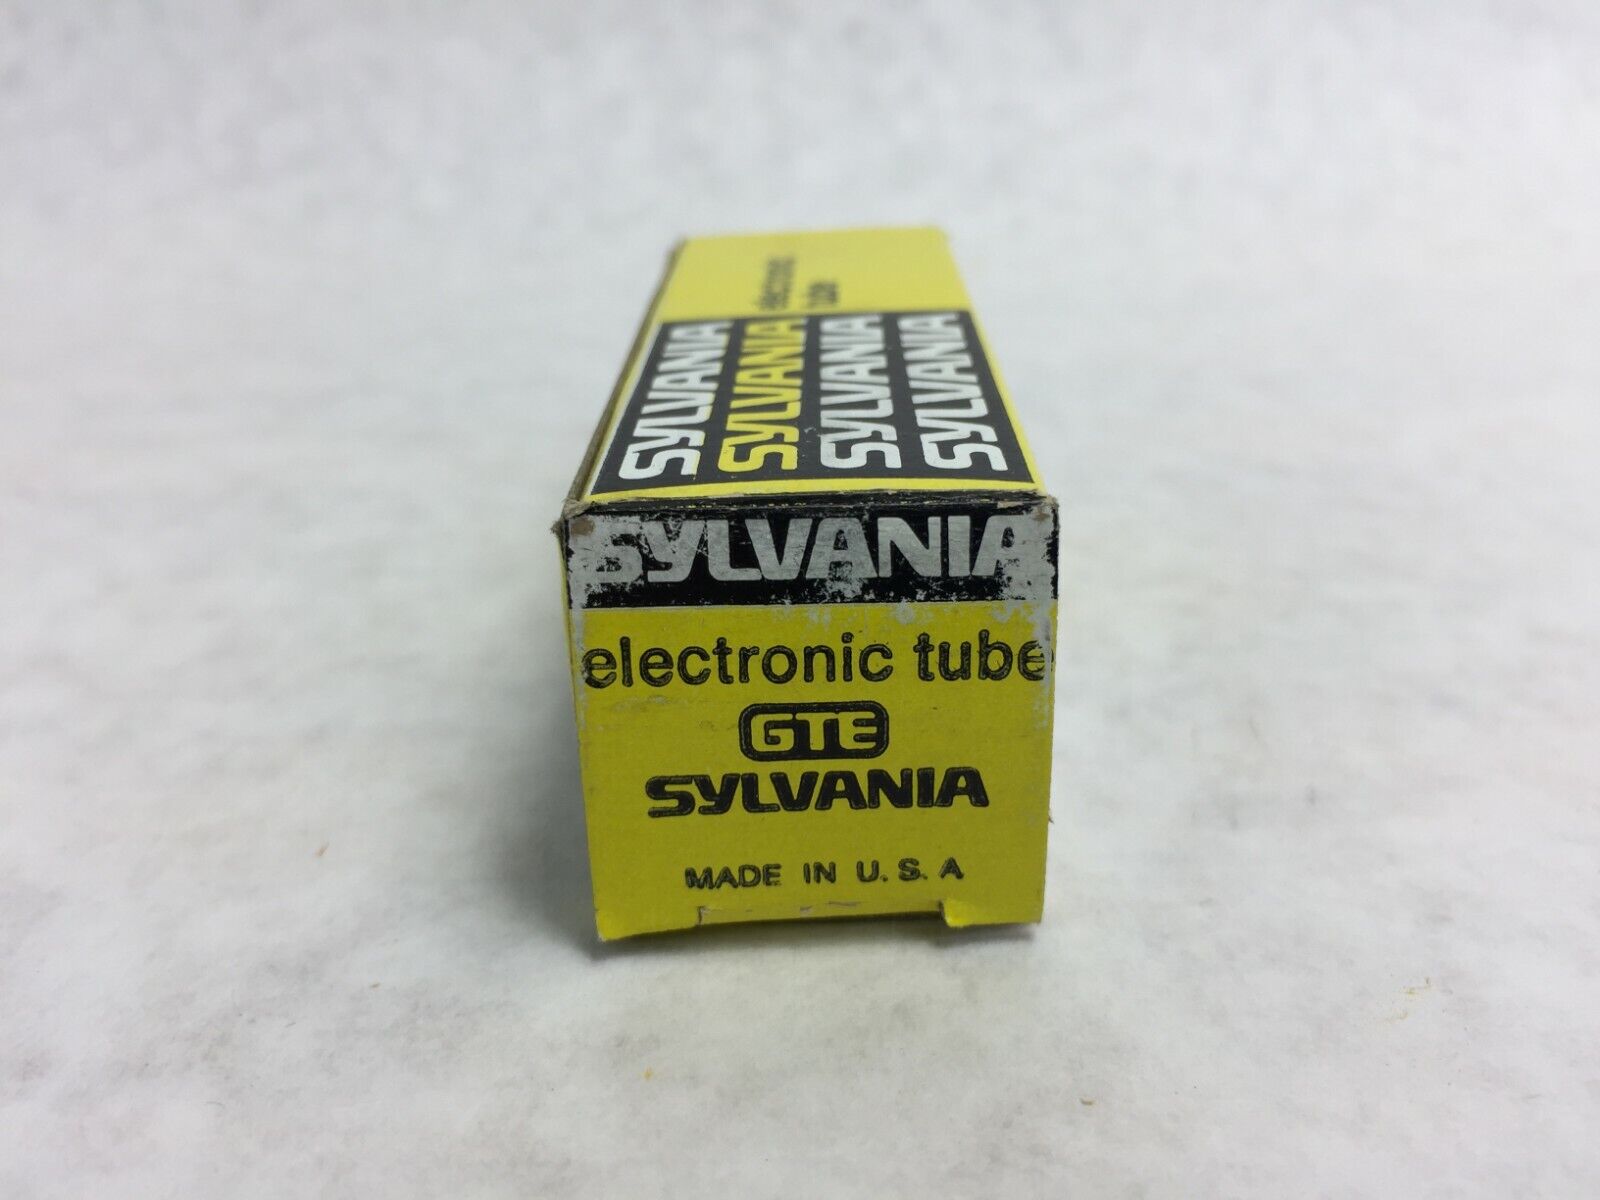 electronic
tube
SYLVANIA
SYLVANIA
SYLVANIA
SYLVANIA
SYLVANIA
electronic tube
GTE
SYLVANIA
MADE IN U. S. A